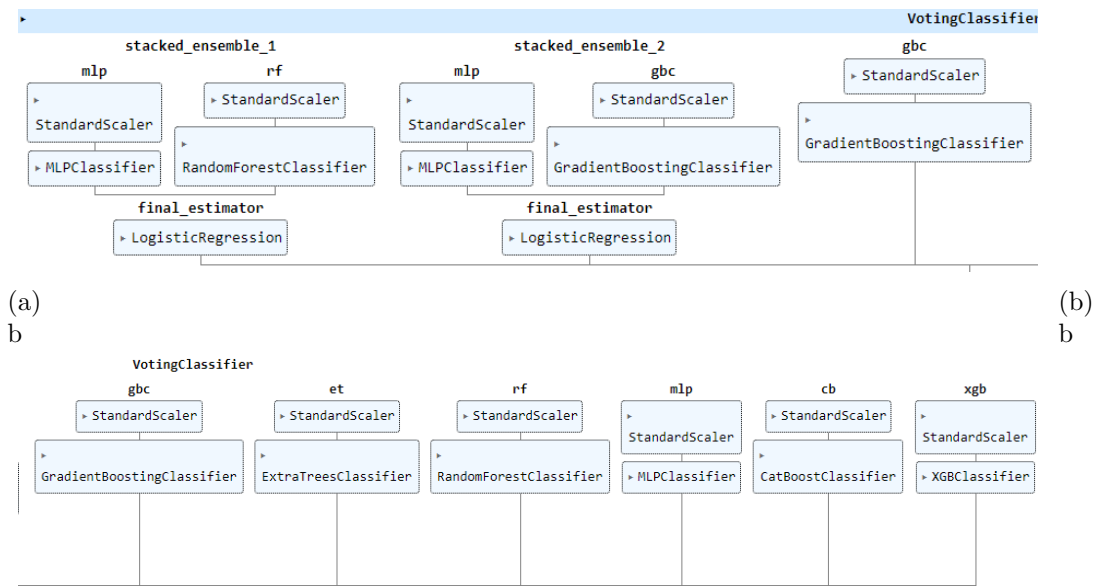 VotingClassifier
stacked_ensemble_1 stacked_ensemble_2 gbc
mlp rf mlp gbc
StandardScaler
StandardScaler StandardScaler
StandardScaler StandardScaler
GradientBoostingClassifier
MLPClassifier RandomForestClassifier MLPClassifier GradientBoostingClassifier
final_estimator final_estimator
LogisticRegression LogisticRegression
(a) (b)
b b
VotingClassifier
gbc et rf mlp cb xgb
StandardScaler StandardScaler StandardScaler StandardScaler
StandardScaler StandardScaler
GradientBoostingClassifier ExtraTreesClassifier RandomForestClassifier MLPClassifier CatBoostClassifier XGBClassifier